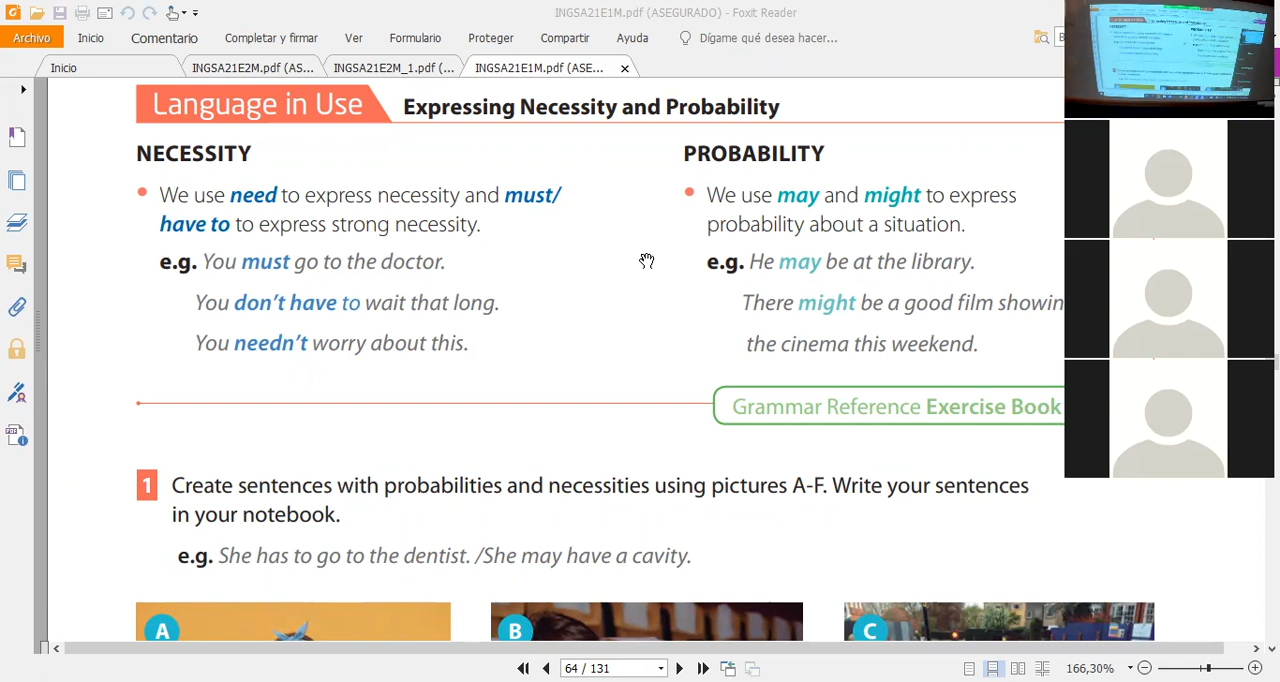 INGSA21E1M.pdf (ASEGURADO) - Foxit Reader
Archivo Inicio Comentario Completar y firmar Ver Formulario Proteger Compartir Ayuda Dígame qué desea hacer...
Inicio INGSA21E2M.pdf (AS... INGSA21E2M_1.pdf (... INGSA21E1M.pdf (ASE...
Language in Use Expressing Necessity and Probability
NECESSITY
We use need to express necessity and must/
have to to express strong necessity.
e.g. You must go to the doctor.
You don't have to wait that long.
You needn't worry about this.
PROBABILITY
We use may and might to express
probability about a situation.
e.g. He may be at the library.
There might be a good film showin
the cinema this weekend.
Grammar Reference Exercise Book
1 Create sentences with probabilities and necessities using pictures A-F. Write your sentences
in your notebook.
e.g. She has to go to the dentist. /She may have a cavity.
A B C
64 / 131
166,30%